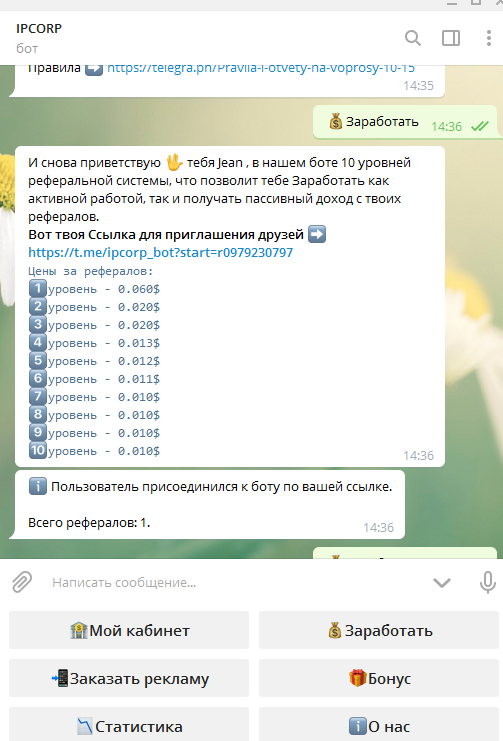 IPCORP
бот
Правила ➡️ https://telegra.ph/Pravila-i-otvety-na-voprosy-10-15
14:35
💰Заработать 14:36
И снова приветствую 🖖 тебя Jean , в нашем боте 10 уровней
реферальной системы, что позволит тебе Заработать как
активной работой, так и получать пассивный доход с твоих
рефералов.
Вот твоя Ссылка для приглашения друзей ➡️
https://t.me/ipcorp_bot?start=r0979230797
Цены за рефералов:
1️⃣уровень - 0.060$
2️⃣уровень - 0.020$
3️⃣уровень - 0.020$
4️⃣уровень - 0.013$
5️⃣уровень - 0.012$
6️⃣уровень - 0.011$
7️⃣уровень - 0.010$
8️⃣уровень - 0.010$
9️⃣уровень - 0.010$
🔟уровень - 0.010$
14:36
ℹ️ Пользователь присоединился к боту по вашей ссылке.
Всего рефералов: 1.
14:36
Написать сообщение...
🏦Мой кабинет
💰Заработать
📲Заказать рекламу
🎁Бонус
📉Статистика
ℹ️О нас